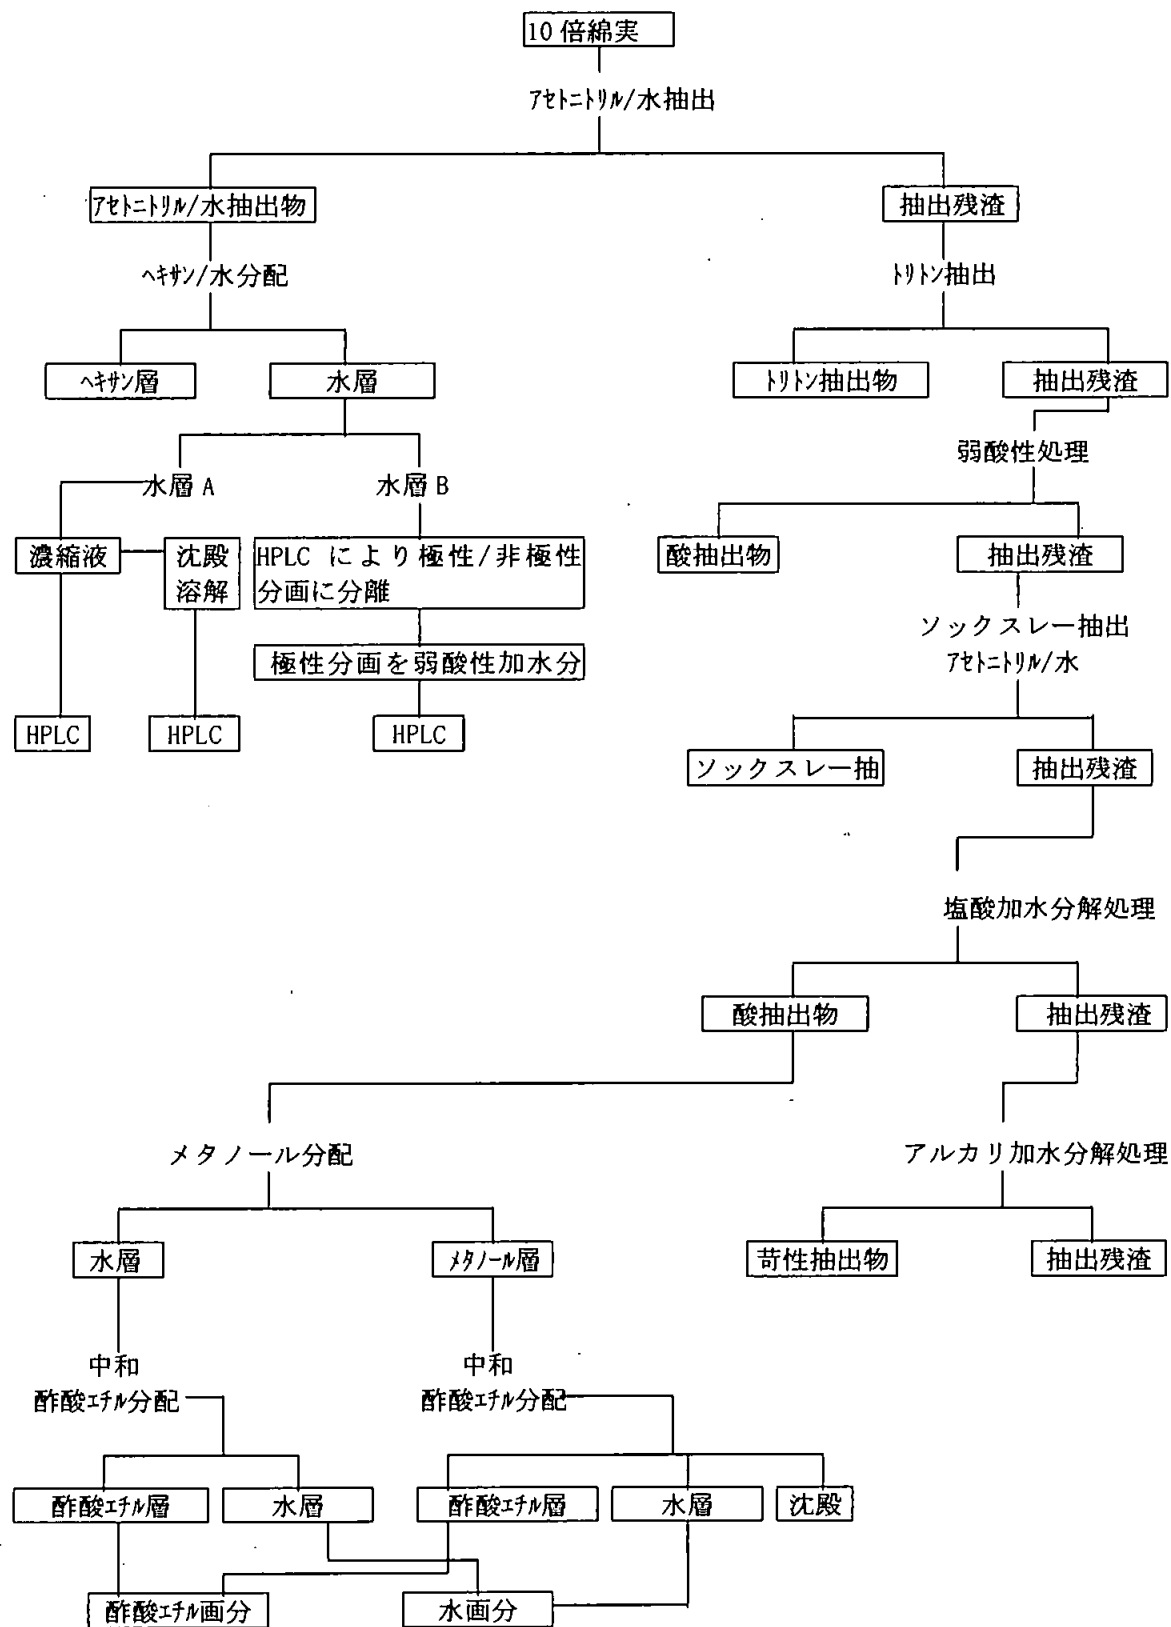 10倍綿実
アセトニトリル/水抽出
アセトニトリル/水抽出物
抽出残渣
ヘキサン/水分配
トリトン抽出
ヘキサン層
水層
トリトン抽出物
抽出残渣
弱酸性処理
水層 A
水層 B
濃縮液
沈殿
溶解
HPLC により極性/非極性
分画に分離
酸抽出物
抽出残渣
ソックスレー抽出
アセトニトリル/水
極性分画を弱酸性加水分
HPLC
HPLC
HPLC
ソックスレー抽
抽出残渣
塩酸加水分解処理
酸抽出物
抽出残渣
メタノール分配
アルカリ加水分解処理
水層
メタノール層
苛性抽出物
抽出残渣
中和
酢酸エチル分配
中和
酢酸エチル分配
酢酸エチル層
水層
酢酸エチル層
水層
沈殿
酢酸エチル画分
水画分